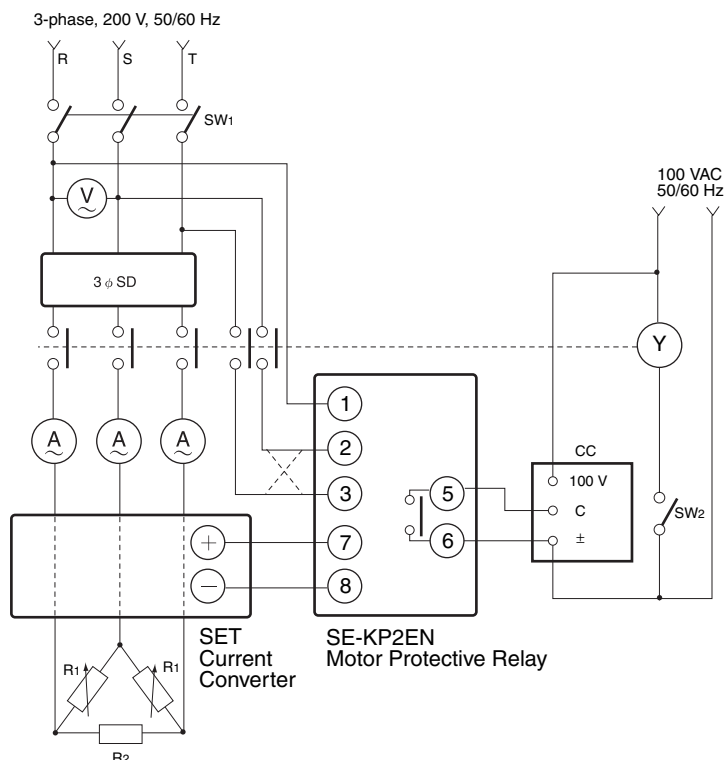 3-phase, 200 V, 50/60 Hz
R
S
T
SW1
100 VAC
50/60 Hz
V
3 ϕ SD
Y
1
A
A
A
2
CC
100 V
3
5
C
SW2
+
7
6
±
−
8
SET
Current
Converter
SE-KP2EN
Motor Protective Relay
R1
R1
R2